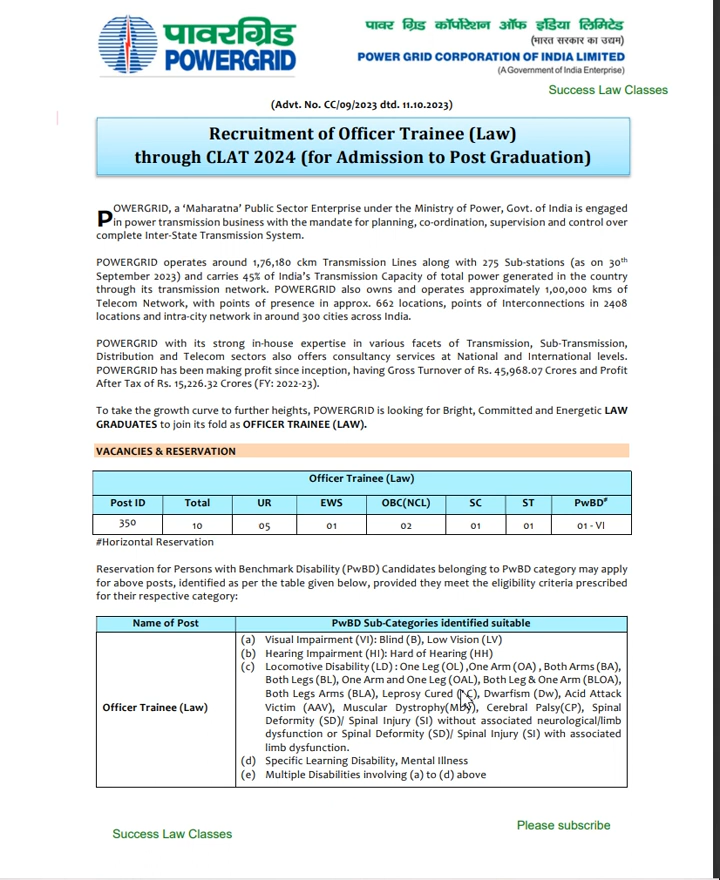 पावरग्रिड
POWERGRID
पावर ग्रिड कॉर्पोरेशन ऑफ इंडिया लिमिटेड
(भारत सरकार का उद्यम)
POWER GRID CORPORATION OF INDIA LIMITED
(A Government of India Enterprise)
Success Law Classes
(Advt. No. CC/09/2023 dtd. 11.10.2023)
Recruitment of Officer Trainee (Law)
through CLAT 2024 (for Admission to Post Graduation)
POWERGRID, a ‘Maharatna’ Public Sector Enterprise under the Ministry of Power, Govt. of India is engaged
in power transmission business with the mandate for planning, co-ordination, supervision and control over
complete Inter-State Transmission System.
POWERGRID operates around 1,76,180 ckm Transmission Lines along with 275 Sub-stations (as on 30th
September 2023) and carries 45% of India’s Transmission Capacity of total power generated in the country
through its transmission network. POWERGRID also owns and operates approximately 1,00,000 kms of
Telecom Network, with points of presence in approx. 662 locations, points of Interconnections in 2408
locations and intra-city network in around 300 cities across India.
POWERGRID with its strong in-house expertise in various facets of Transmission, Sub-Transmission,
Distribution and Telecom sectors also offers consultancy services at National and International levels.
POWERGRID has been making profit since inception, having Gross Turnover of Rs. 45,968.07 Crores and Profit
After Tax of Rs. 15,226.32 Crores (FY: 2022-23).
To take the growth curve to further heights, POWERGRID is looking for Bright, Committed and Energetic LAW
GRADUATES to join its fold as OFFICER TRAINEE (LAW).
VACANCIES & RESERVATION
Officer Trainee (Law)
Post ID Total UR EWS OBC(NCL) SC ST PwBD#
350 10 05 01 02 01 01 01 - VI
#Horizontal Reservation
Reservation for Persons with Benchmark Disability (PwBD) Candidates belonging to PwBD category may apply
for above posts, identified as per the table given below, provided they meet the eligibility criteria prescribed
for their respective category:
Name of Post PwBD Sub-Categories identified suitable
Officer Trainee (Law)
(a) Visual Impairment (VI): Blind (B), Low Vision (LV)
(b) Hearing Impairment (HI): Hard of Hearing (HH)
(c) Locomotive Disability (LD) : One Leg (OL) ,One Arm (OA) , Both Arms (BA),
Both Legs (BL), One Arm and One Leg (OAL), Both Leg & One Arm (BLOA),
Both Legs Arms (BLA), Leprosy Cured (LC), Dwarfism (Dw), Acid Attack
Victim (AAV), Muscular Dystrophy(MDy), Cerebral Palsy(CP), Spinal
Deformity (SD)/ Spinal Injury (SI) without associated neurological/limb
dysfunction or Spinal Deformity (SD)/ Spinal Injury (SI) with associated
limb dysfunction.
(d) Specific Learning Disability, Mental Illness
(e) Multiple Disabilities involving (a) to (d) above
Please subscribe
Success Law Classes